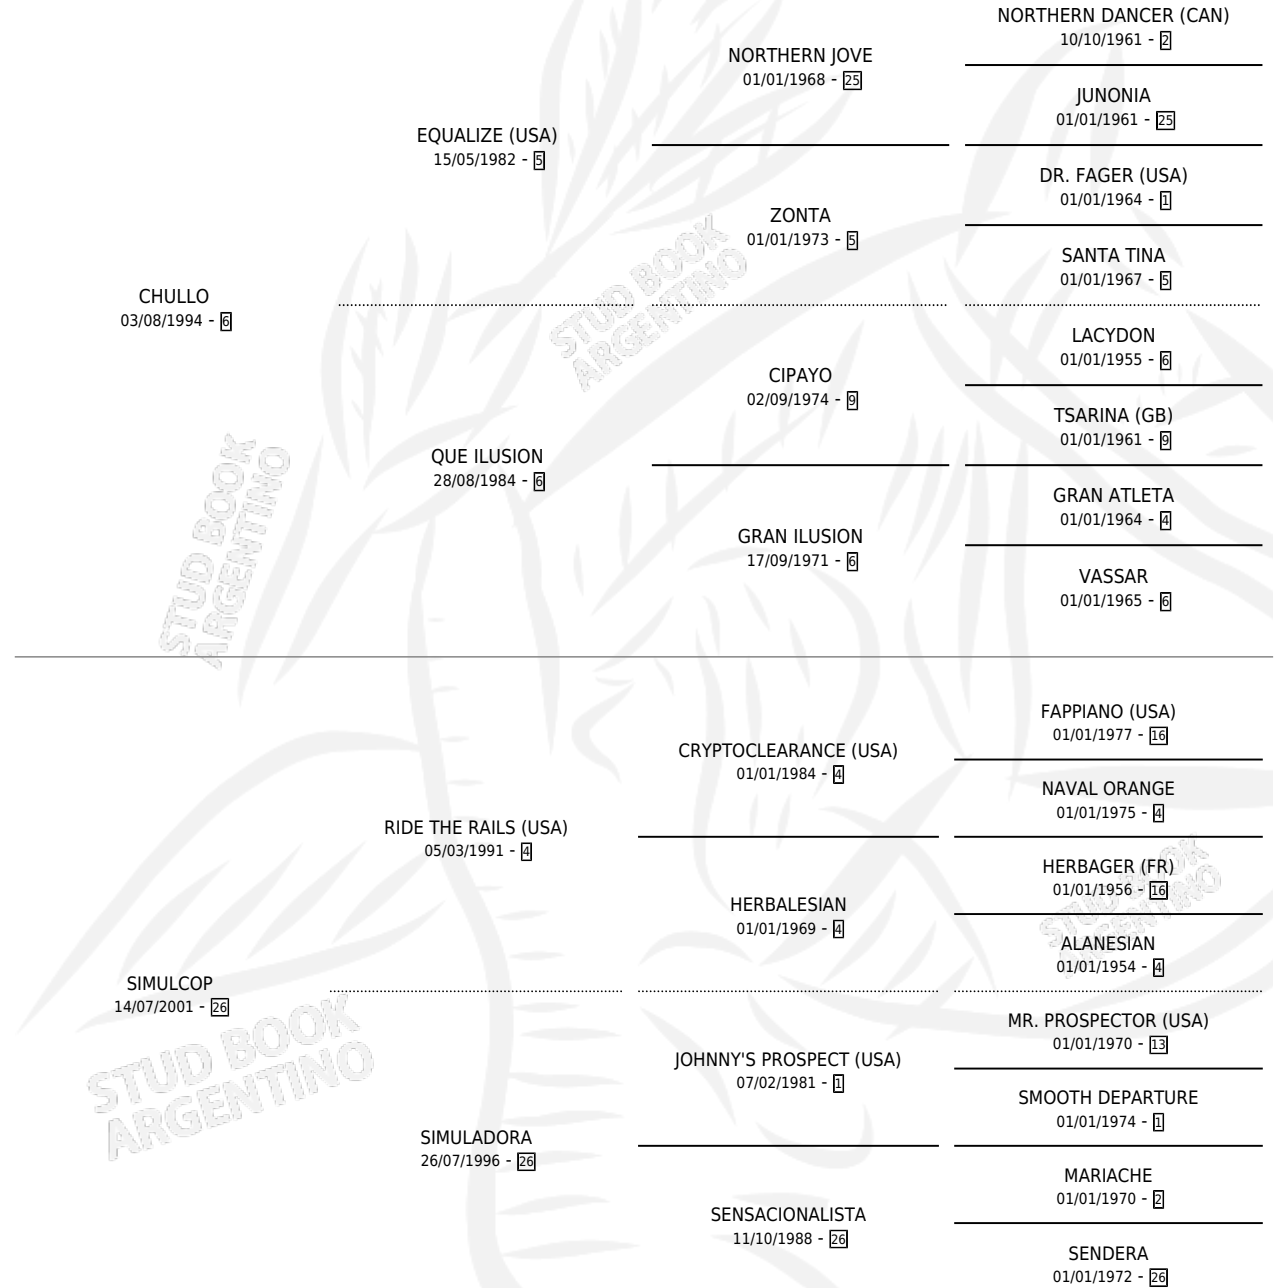 NORTHERN DANCER (CAN)
10/10/1961 - 2
NORTHERN JOVE
01/01/1968 - 25
JUNONIA
01/01/1961 - 25
EQUALIZE (USA)
15/05/1982 - 5
DR. FAGER (USA)
01/01/1964 - 1
ZONTA
01/01/1973 - 5
SANTA TINA
01/01/1967 - 5
CHULLO
03/08/1994 - 6
STUD BOOK
ARGENTINO
LACYDON
01/01/1955 - 6
CIPAYO
02/09/1974 - 9
TSARINA (GB)
01/01/1961 - 9
QUE ILUSION
28/08/1984 - 6
GRAN ATLETA
01/01/1964 - 4
GRAN ILUSION
17/09/1971 - 6
VASSAR
01/01/1965 - 6
STUD BOOK
ARGENTINO
FAPPIANO (USA)
01/01/1977 - 16
CRYPTOCLEARANCE (USA)
01/01/1984 - 4
NAVAL ORANGE
01/01/1975 - 4
RIDE THE RAILS (USA)
05/03/1991 - 4
HERBAGER (FR)
01/01/1956 - 16
HERBALESIAN
01/01/1969 - 4
ALANESIAN
01/01/1954 - 4
STUD BOOK
ARGENTINO
SIMULCOP
14/07/2001 - 26
MR. PROSPECTOR (USA)
01/01/1970 - 13
JOHNNY'S PROSPECT (USA)
07/02/1981 - 1
SMOOTH DEPARTURE
01/01/1974 - 1
STUD BOOK
ARGENTINO
SIMULADORA
26/07/1996 - 26
MARIACHE
01/01/1970 - 2
SENSACIONALISTA
11/10/1988 - 26
SENDERA
01/01/1972 - 26